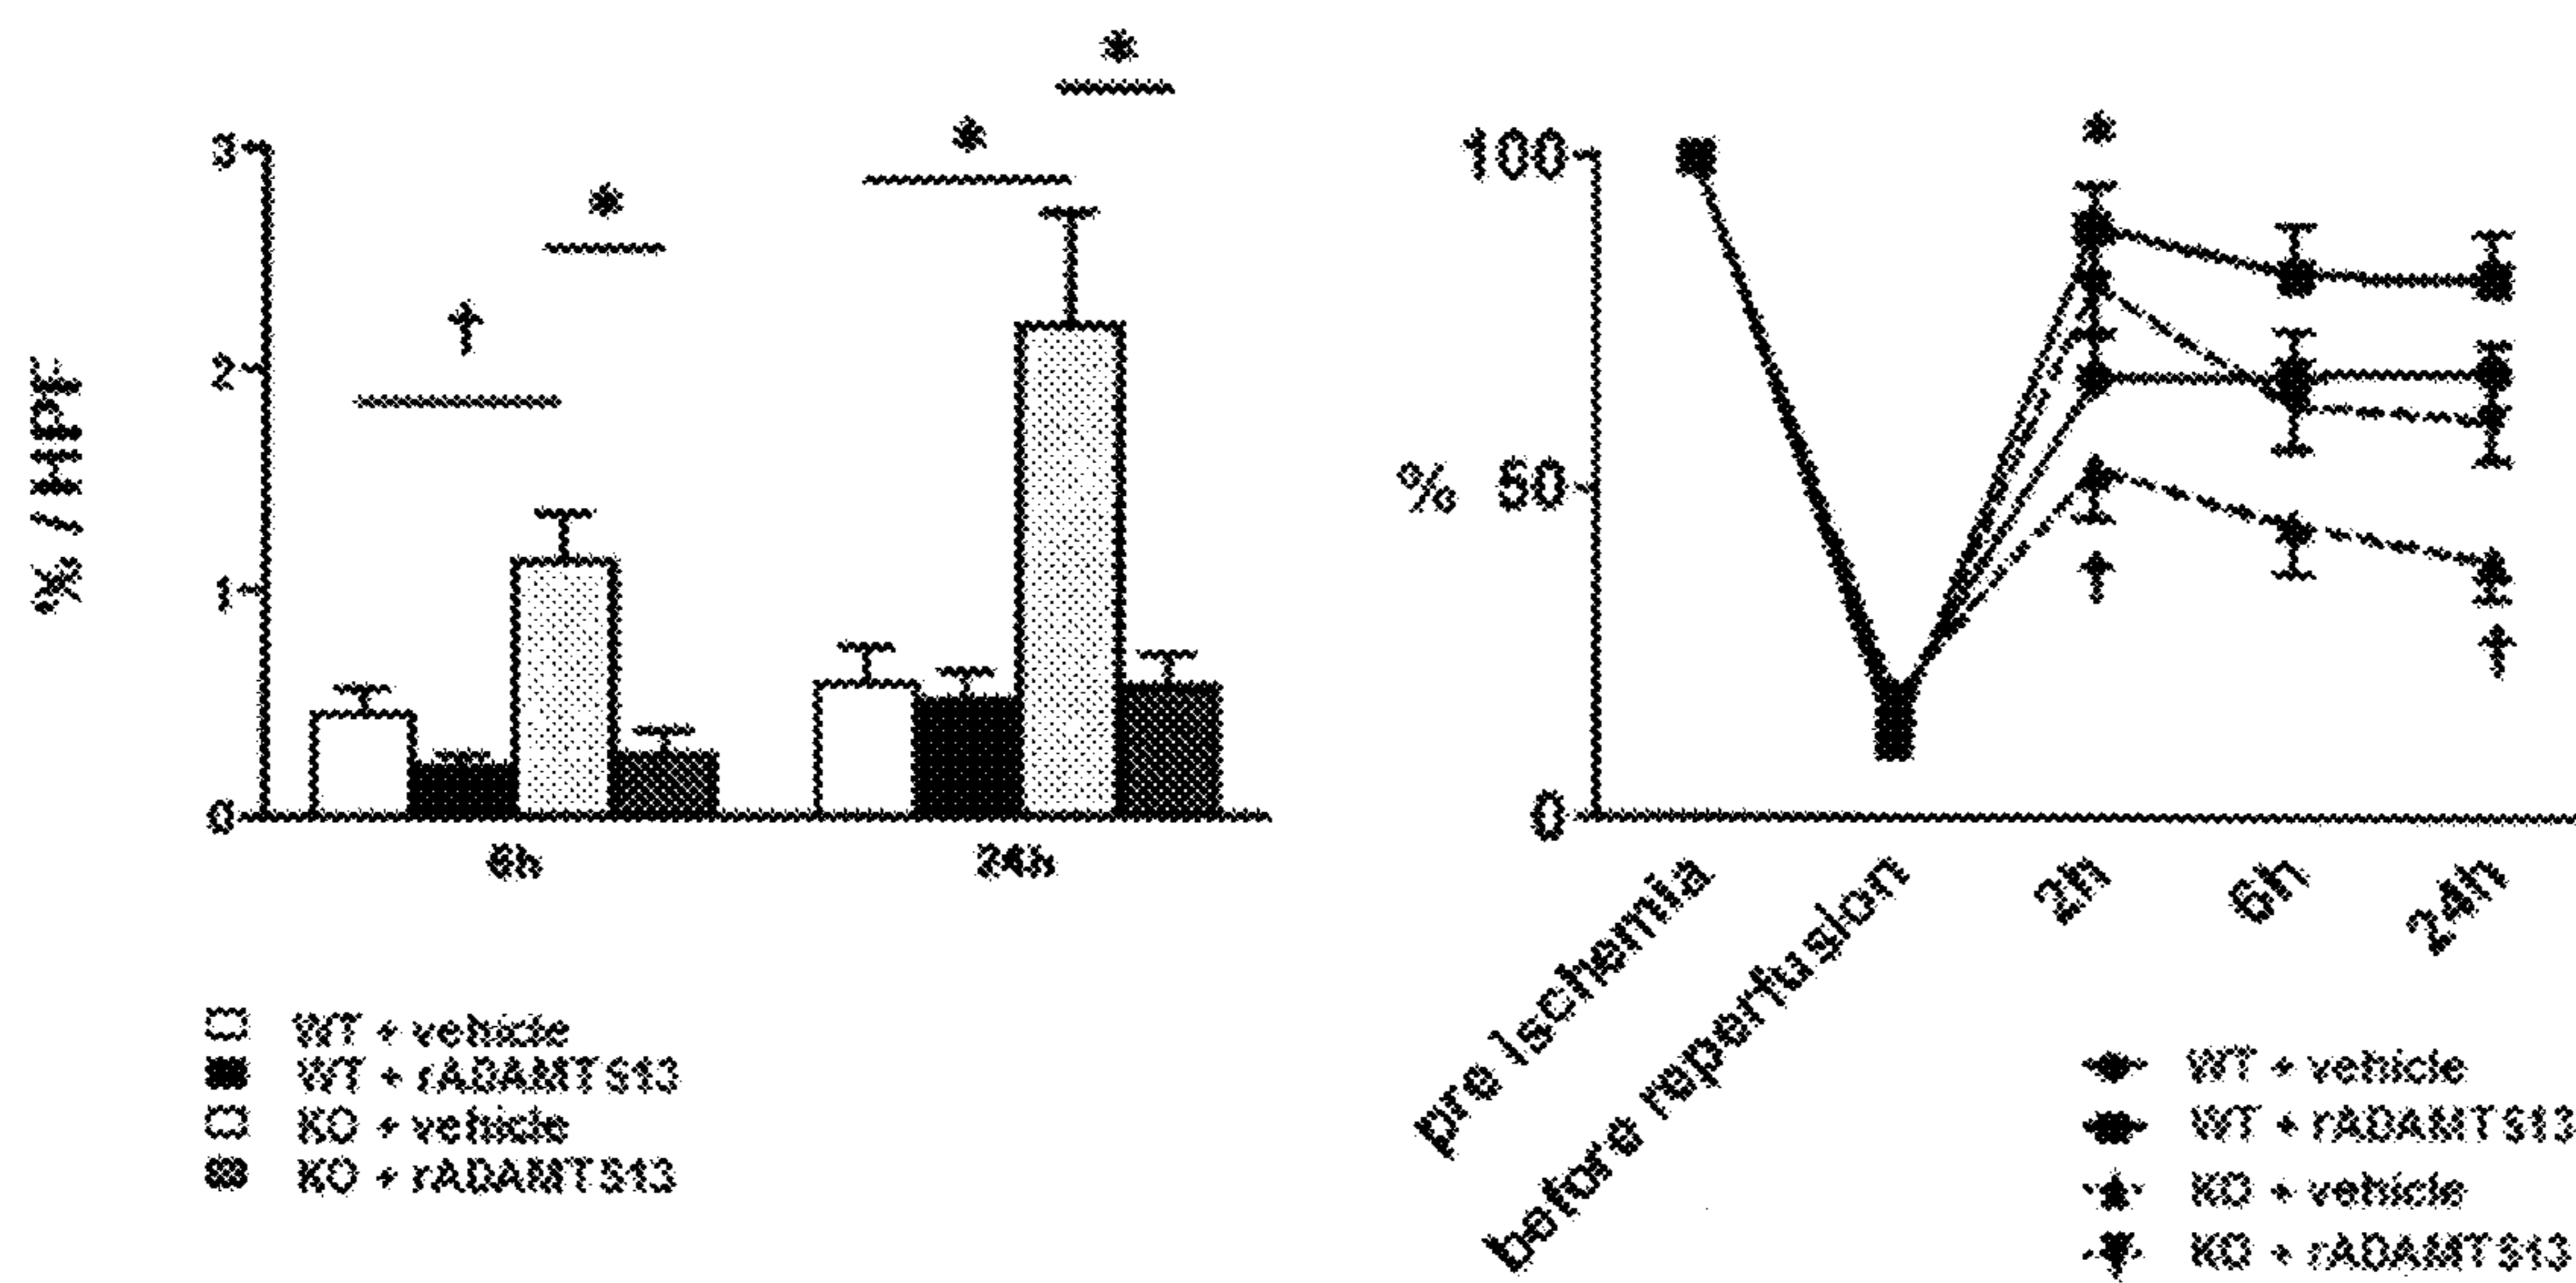 *
*
*
†
3
2
1
0
% / HPF
6h
24h
WT + vehicle
WT + rADAMTS13
KO + vehicle
KO + rADAMTS13
*
100
% 50
0
†
†
pre Ischemia
before reperfusion
2h
6h
24h
WT + vehicle
WT + rADAMTS13
KO + vehicle
KO + rADAMTS13